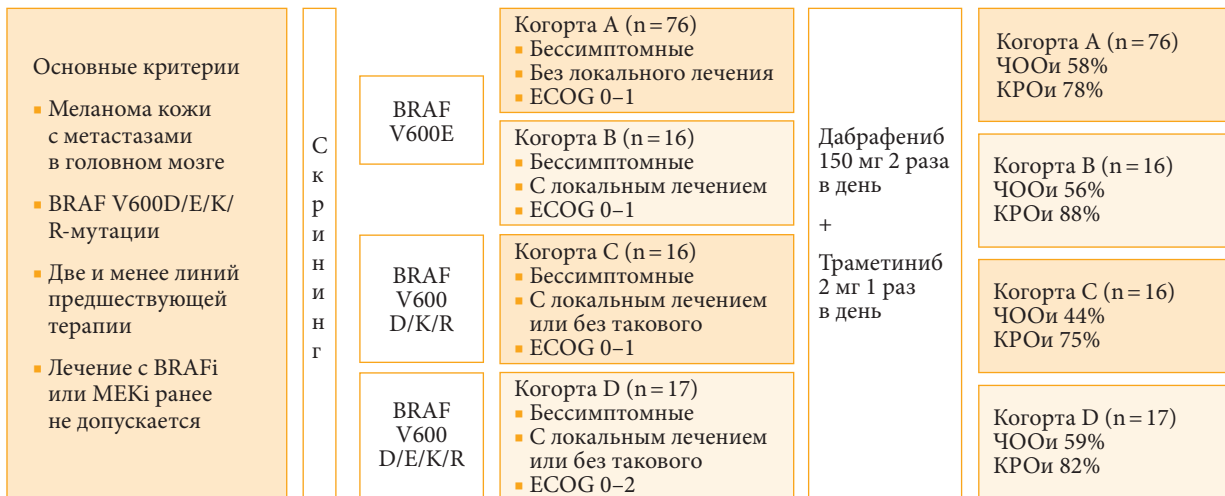 Основные критерии
▪ Меланома кожи
с метастазами
в головном мозге
▪ BRAF V600D/E/K/
R-мутации
▪ Две и менее линий
предшествующей
терапии
▪ Лечение с BRAFi
или MEKi ранее
не допускается
С
к
р
и
н
и
н
г
BRAF
V600E
BRAF
V600
D/K/R
BRAF
V600
D/E/K/R
Когорта A (n = 76)
▪ Бессимптомные
▪ Без локального лечения
▪ ECOG 0–1
Когорта B (n = 16)
▪ Бессимптомные
▪ С локальным лечением
▪ ECOG 0–1
Когорта C (n = 16)
▪ Бессимптомные
▪ С локальным лечением
или без такового
▪ ECOG 0–1
Когорта D (n = 17)
▪ Бессимптомные
▪ С локальным лечением
или без такового
▪ ECOG 0–2
Дабрафениб
150 мг 2 раза
в день
+
Траметиниб
2 мг 1 раз
в день
Когорта A (n = 76)
ЧООи 58%
КРОи 78%
Когорта B (n = 16)
ЧООи 56%
КРОи 88%
Когорта C (n = 16)
ЧООи 44%
КРОи 75%
Когорта D (n = 17)
ЧООи 59%
КРОи 82%